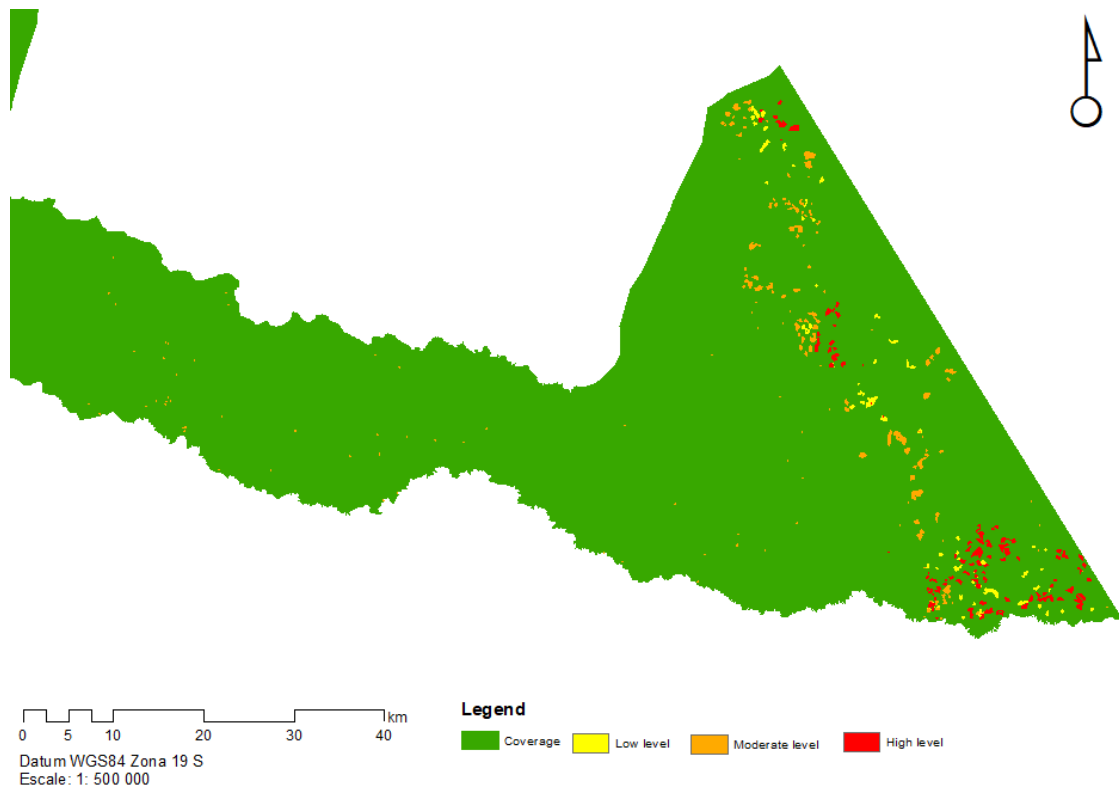 0 5 10 20 30 40 km
Datum WGS84 Zona 19 S
Escale: 1: 500 000
Legend
Coverage Low level Moderate level High level